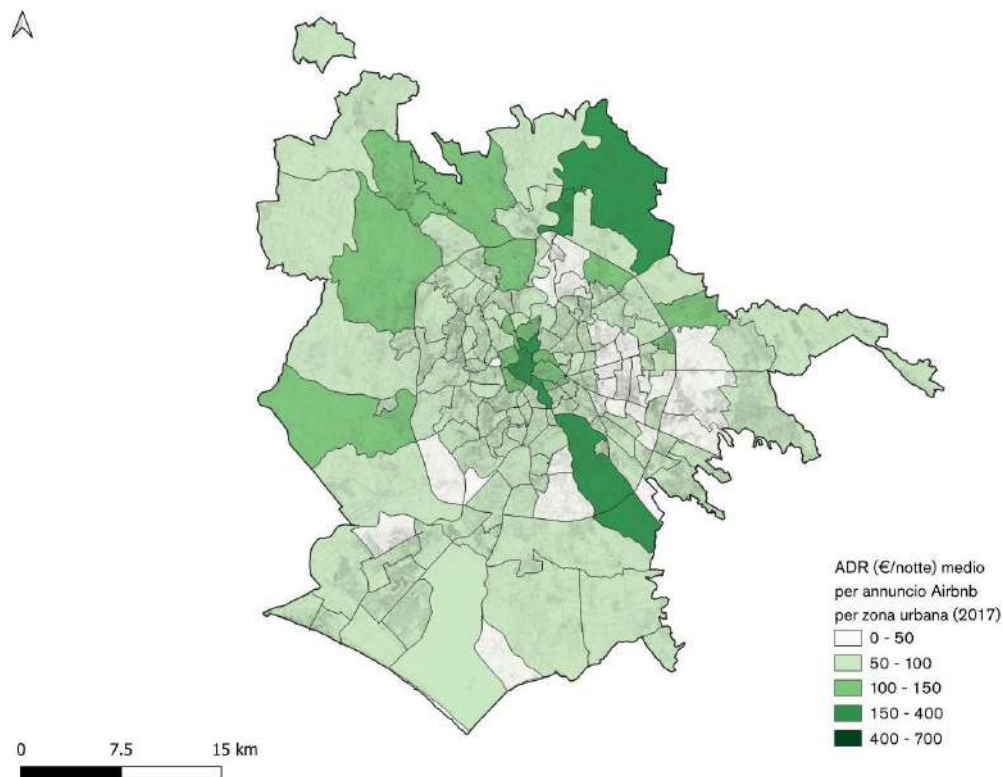 ADR (€/notte) medio
per annuncio Airbnb
per zona urbana (2017)
0 - 50
50 - 100
100 - 150
150 - 400
400 - 700
0 7.5 15 km